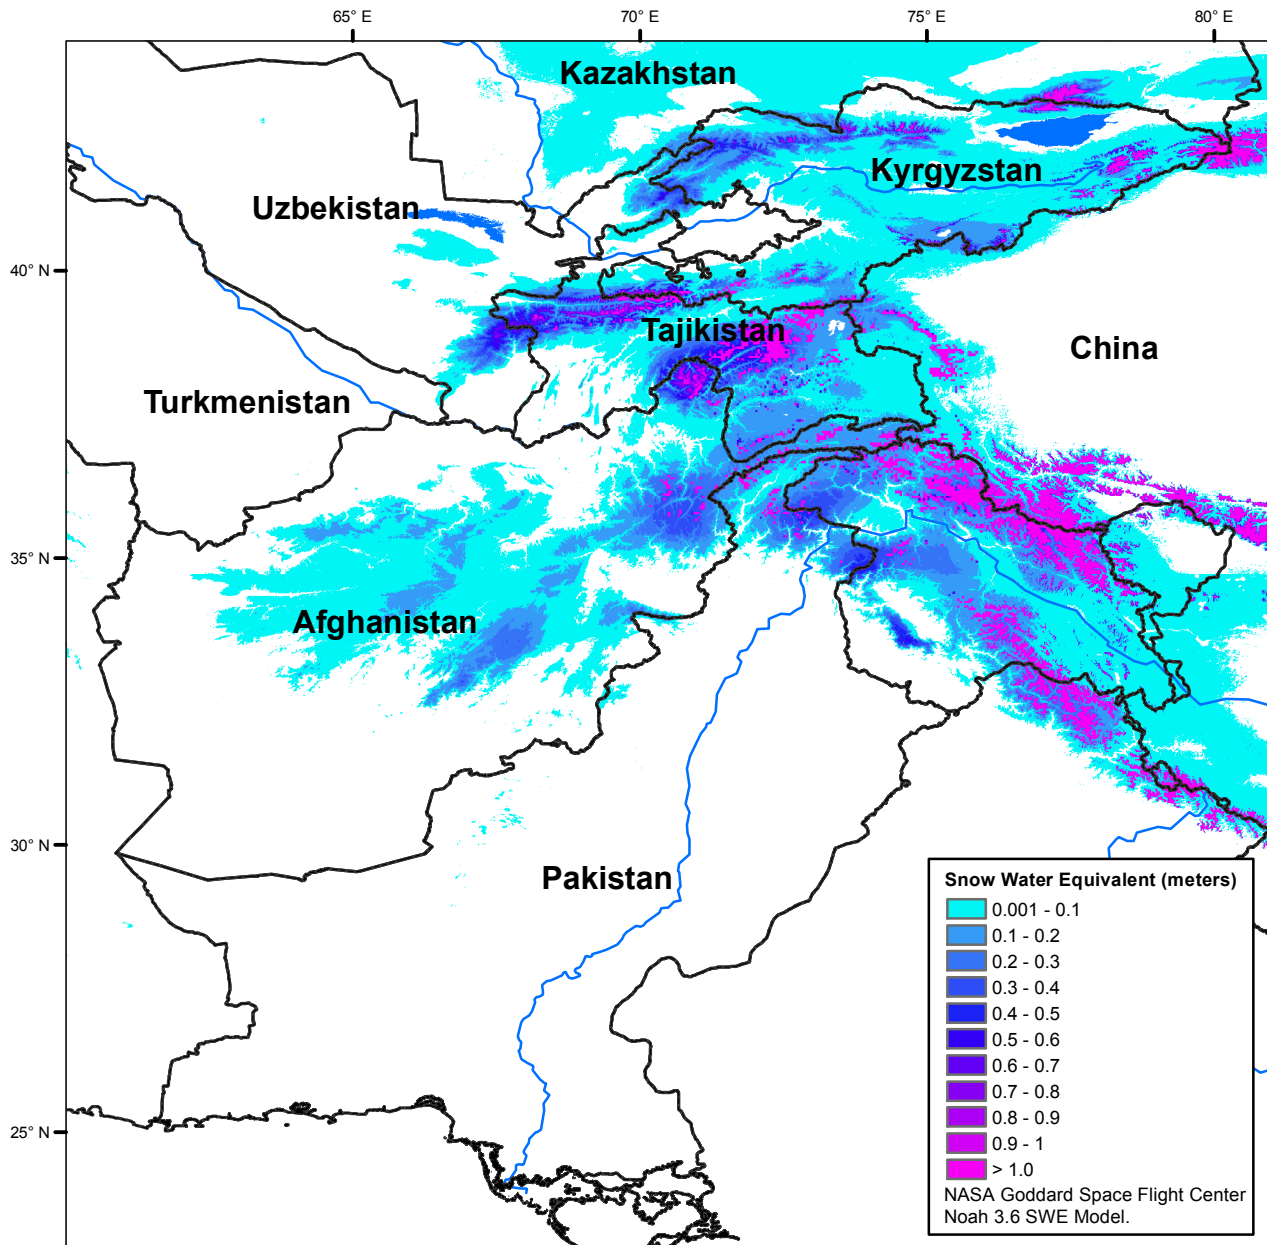 65° E
70° E
75° E
80° E
Kazakhstan
Kyrgyzstan
Uzbekistan
40° N
Tajikistan
China
Turkmenistan
35° N
Afghanistan
30° N
Pakistan
25° N
Snow Water Equivalent (meters)
0.001 - 0.1
0.1 - 0.2
0.2 - 0.3
0.3 - 0.4
0.4 - 0.5
0.5 - 0.6
0.6 - 0.7
0.7 - 0.8
0.8 - 0.9
0.9 - 1
> 1.0
NASA Goddard Space Flight Center
Noah 3.6 SWE Model.